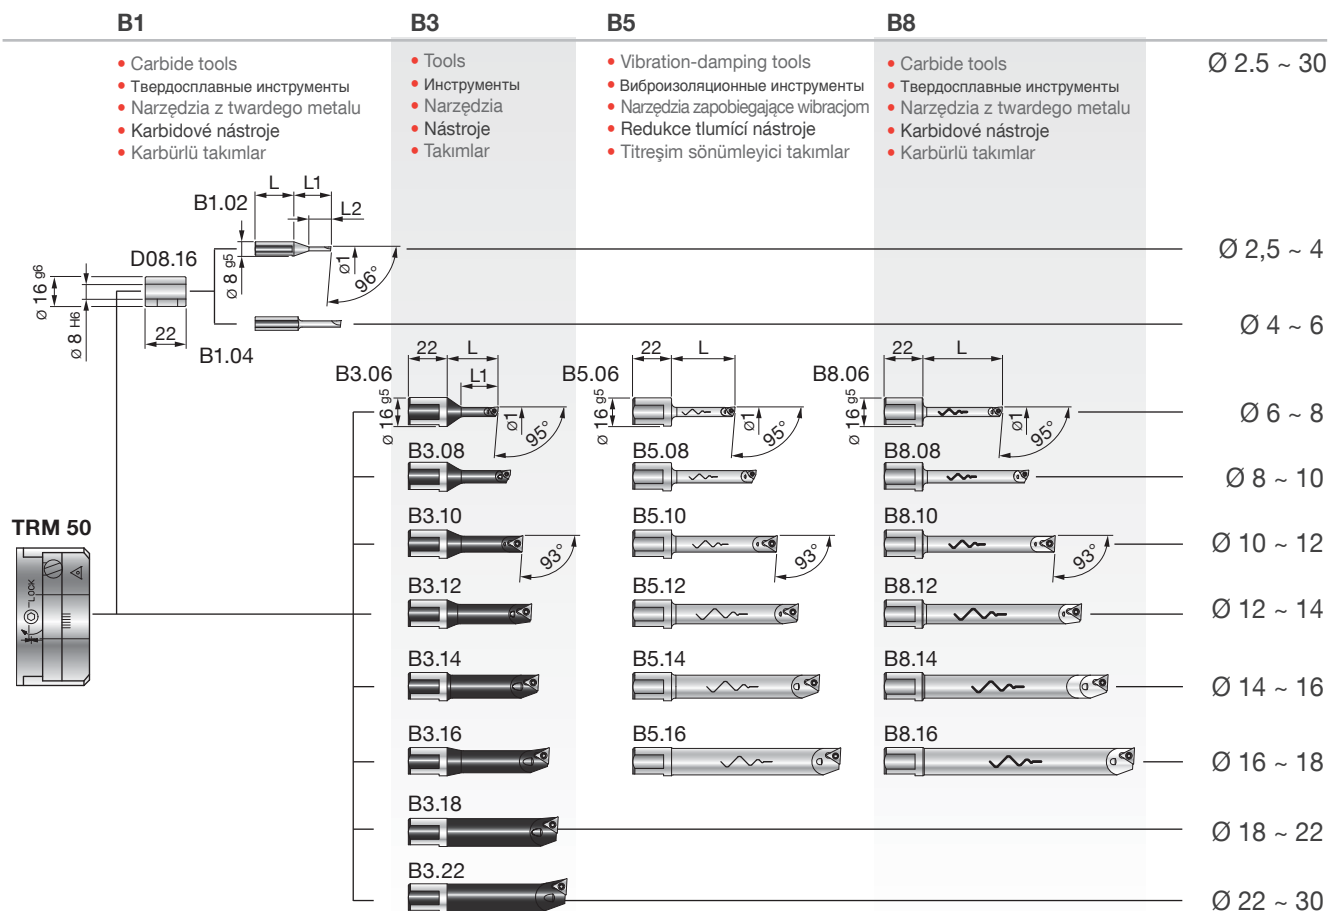 B1 B3 B5 B8
Ø 2.5 ~ 30
• Carbide tools
• Твердосплавные инструменты
• Narzędzia z twardego metalu
• Karbidové nástroje
• Karbürlü takımlar
• Tools
• Инструменты
• Narzędzia
• Nástroje
• Takımlar
• Vibration-damping tools
• Виброизоляционные инструменты
• Narzędzia zapobiegające wibracjom
• Redukce tlumící nástroje
• Titreşim sönümleyici takımlar
• Carbide tools
• Твердосплавные инструменты
• Narzędzia z twardego metalu
• Karbidové nástroje
• Karbürlü takımlar
L L1
B1.02 L2
D08.16
ø 16 g6
ø 8 H6
22
ø 8 g5
ø1
96°
Ø 2,5 ~ 4
B1.04
Ø 4 ~ 6
22 L
L1
B3.06
ø 16 g5
ø1
95°
22 L
B5.06
ø 16 g5
ø1
95°
22 L
B8.06
ø 16 g5
ø1
95°
Ø 6 ~ 8
B3.08 B5.08 B8.08
Ø 8 ~ 10
TRM 50
LOCK
B3.10
93°
B5.10
93°
B8.10
93°
Ø 10 ~ 12
B3.12 B5.12 B8.12
Ø 12 ~ 14
B3.14 B5.14 B8.14
Ø 14 ~ 16
B3.16 B5.16 B8.16
Ø 16 ~ 18
B3.18
Ø 18 ~ 22
B3.22
Ø 22 ~ 30